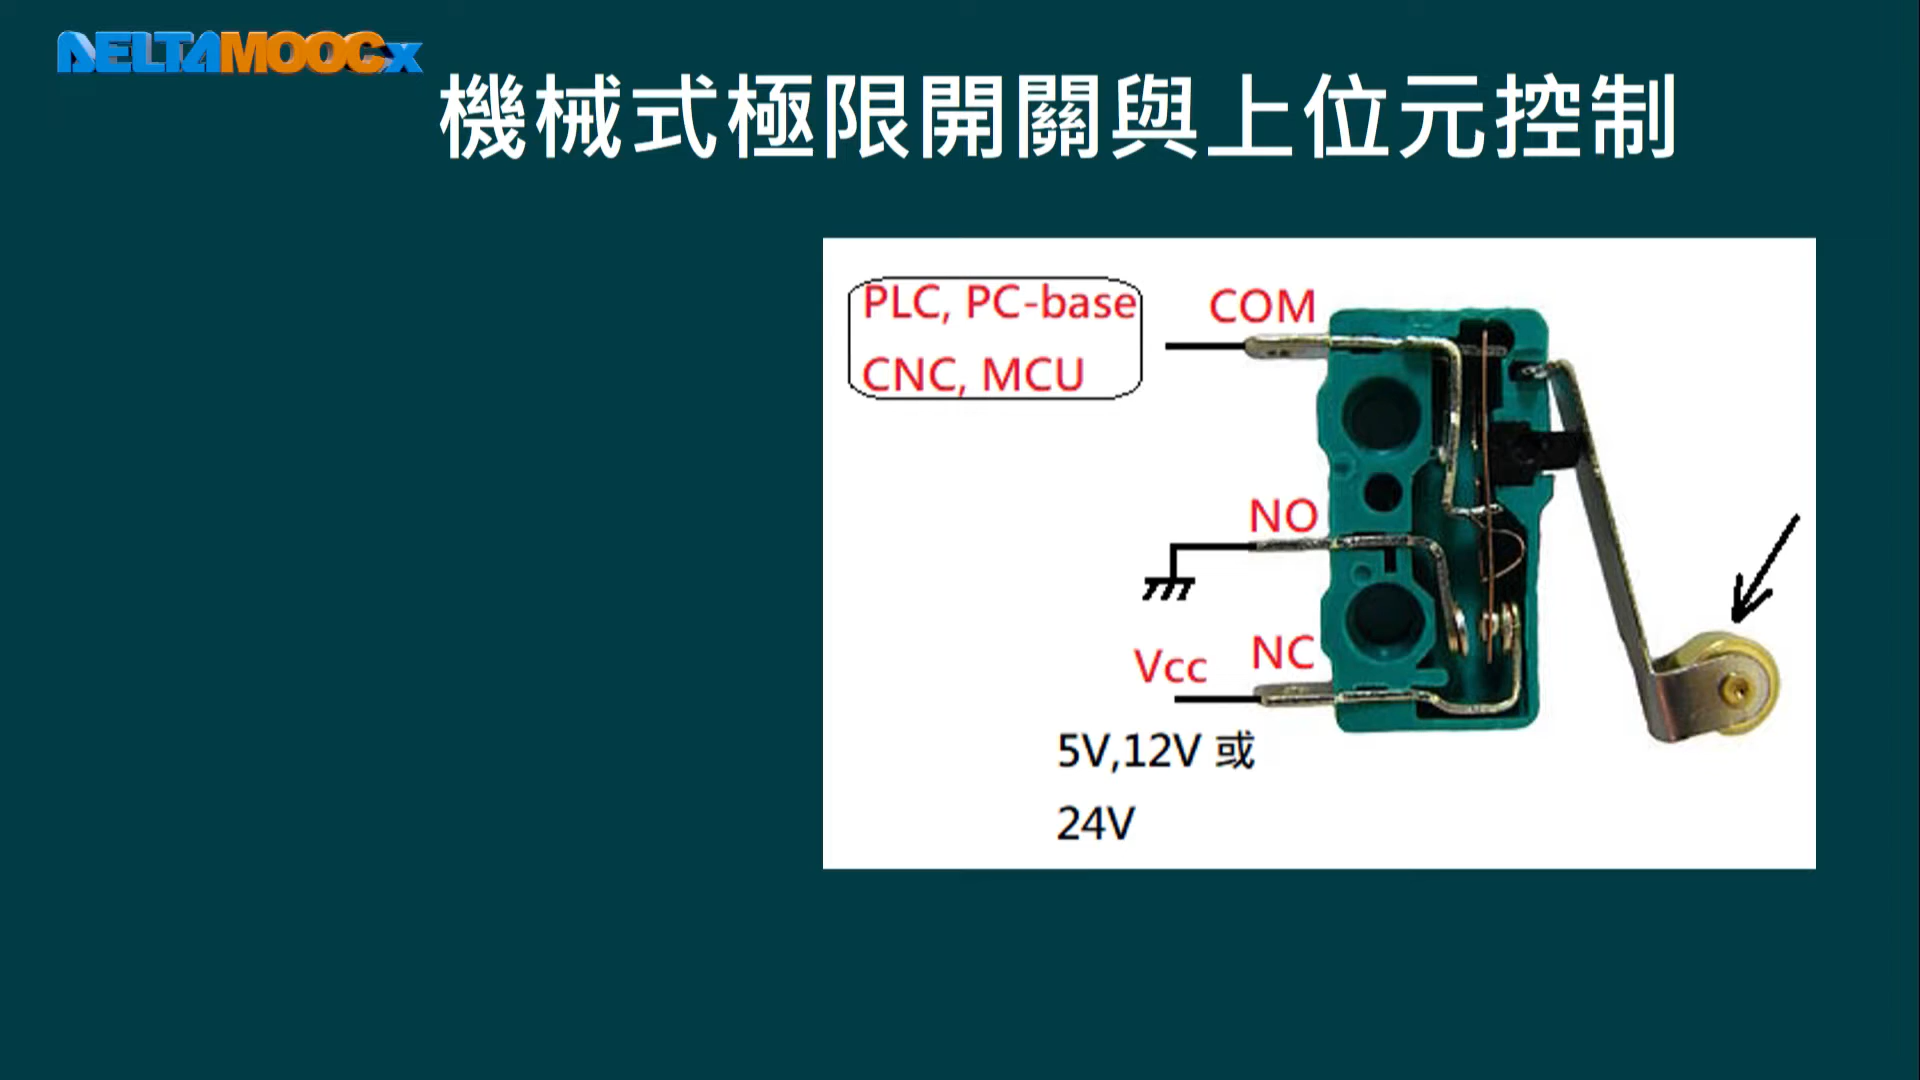 DELTAMOOCx
機械式極限開關與上位元控制
PLC, PC-base
CNC, MCU
COM
NO
NC
Vcc
5V,12V 或
24V